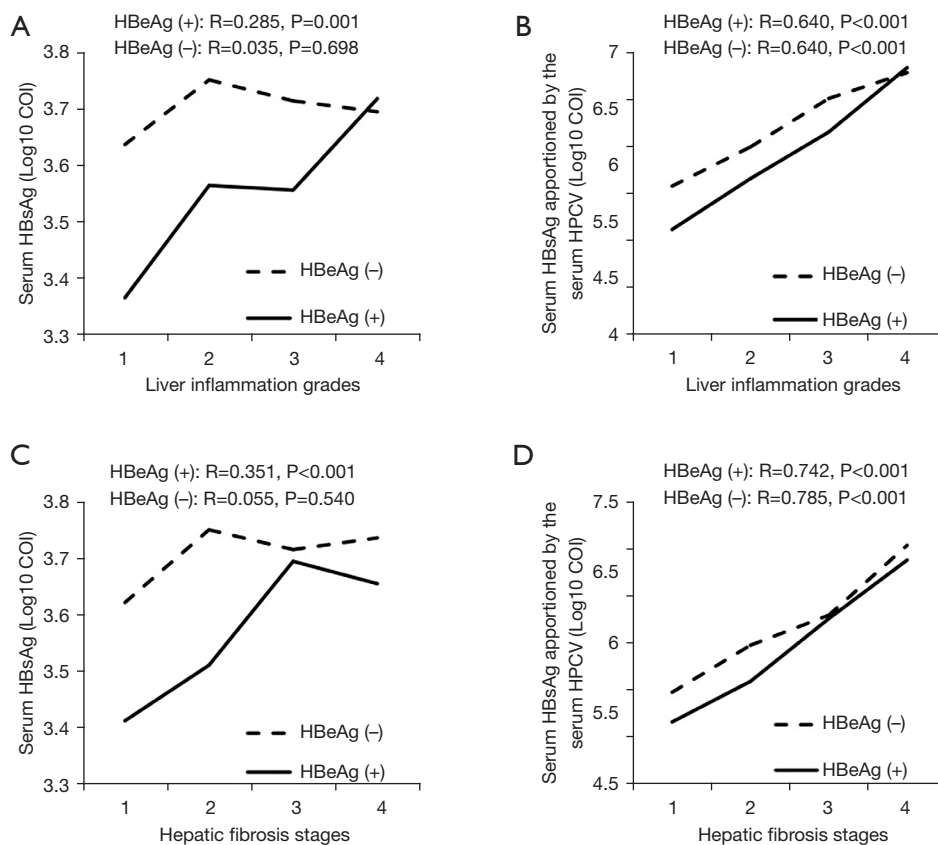 A
HBeAg (+): R=0.285, P=0.001
HBeAg (–): R=0.035, P=0.698
Serum HBsAg (Log10 COI)
3.8
3.7
3.6
3.5
3.4
3.3
HBeAg (–)
HBeAg (+)
1 2 3 4
Liver inflammation grades
B
HBeAg (+): R=0.640, P<0.001
HBeAg (–): R=0.640, P<0.001
Serum HBsAg apportioned by the
serum HPCV (Log10 COI)
7
6.5
6
5.5
4.5
4
HBeAg (–)
HBeAg (+)
1 2 3 4
Liver inflammation grades
C
HBeAg (+): R=0.351, P<0.001
HBeAg (–): R=0.055, P=0.540
Serum HBsAg (Log10 COI)
3.8
3.7
3.6
3.5
3.4
3.3
HBeAg (–)
HBeAg (+)
1 2 3 4
Hepatic fibrosis stages
D
HBeAg (+): R=0.742, P<0.001
HBeAg (–): R=0.785, P<0.001
Serum HBsAg apportioned by the
serum HPCV (Log10 COI)
7.5
6.5
6
5.5
4.5
HBeAg (–)
HBeAg (+)
1 2 3 4
Hepatic fibrosis stages